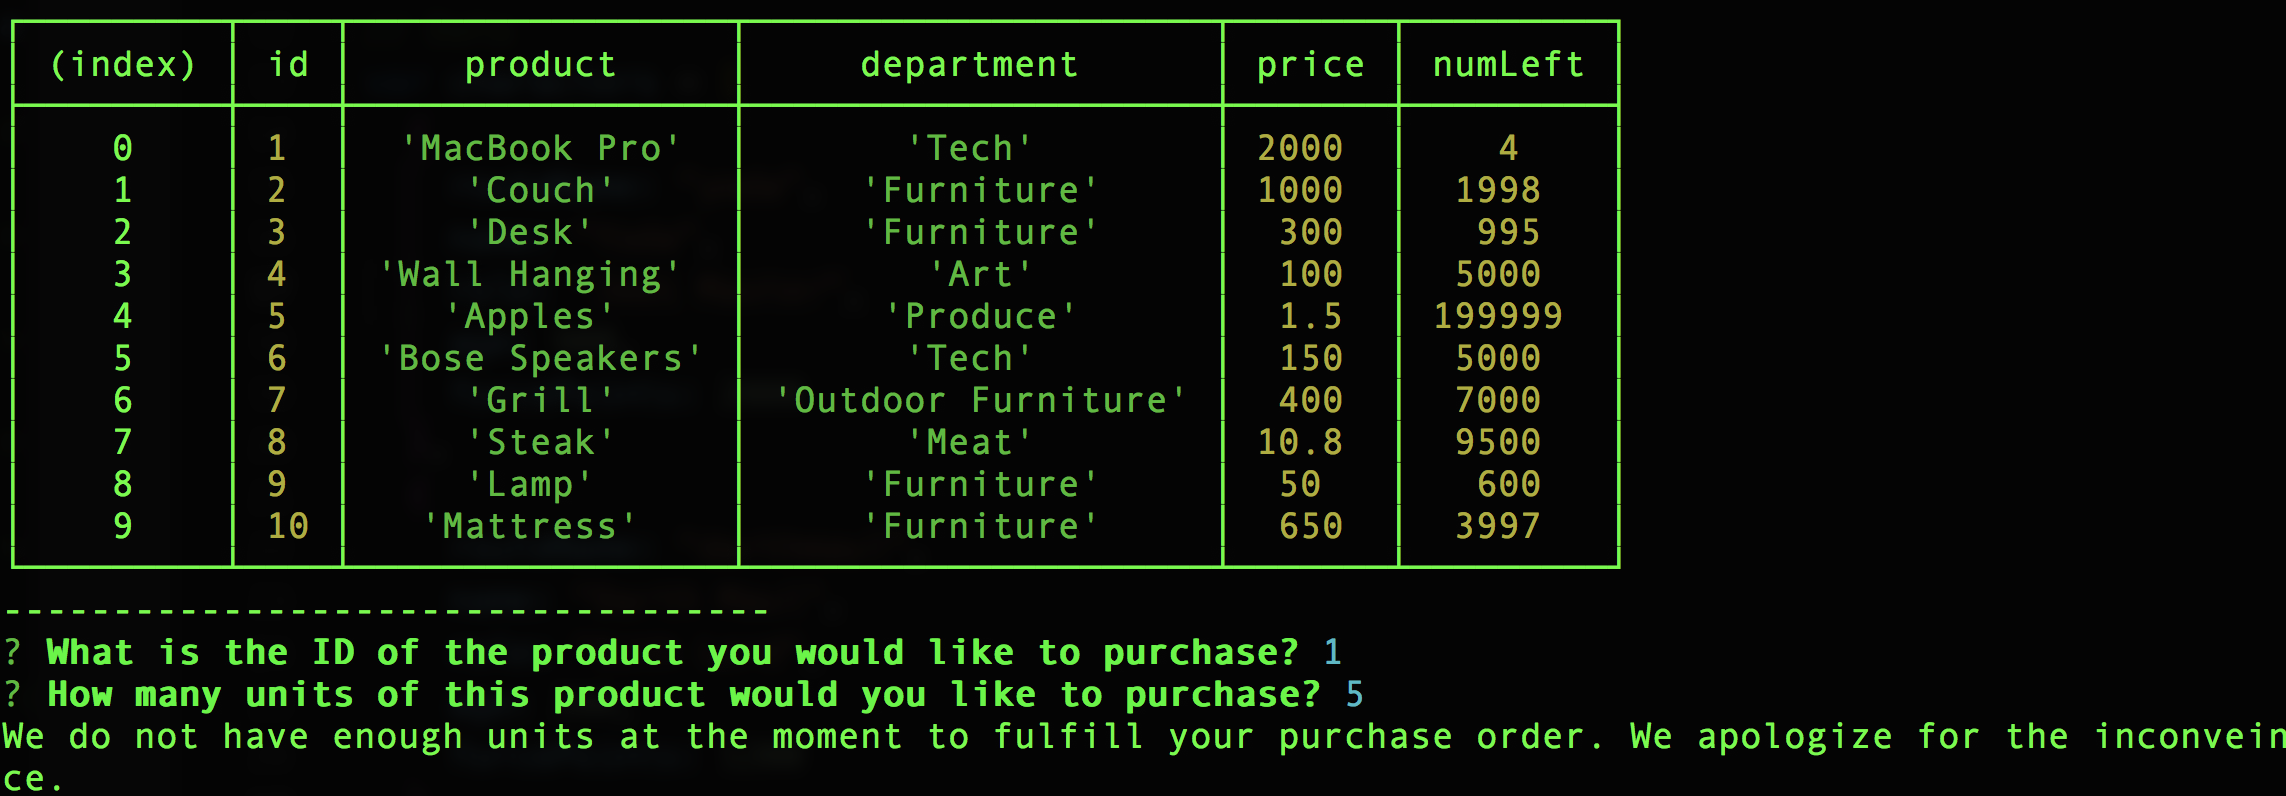 (index) id product department price numLeft
0 1 'MacBook Pro' 'Tech' 2000 4
1 2 'Couch' 'Furniture' 1000 1998
2 3 'Desk' 'Furniture' 300 995
3 4 'Wall Hanging' 'Art' 100 5000
4 5 'Apples' 'Produce' 1.5 199999
5 6 'Bose Speakers' 'Tech' 150 5000
6 7 'Grill' 'Outdoor Furniture' 400 7000
7 8 'Steak' 'Meat' 10.8 9500
8 9 'Lamp' 'Furniture' 50 600
9 10 'Mattress' 'Furniture' 650 3997
-----------------------------------
? What is the ID of the product you would like to purchase? 1
? How many units of this product would you like to purchase? 5
We do not have enough units at the moment to fulfill your purchase order. We apologize for the inconvein
ce.